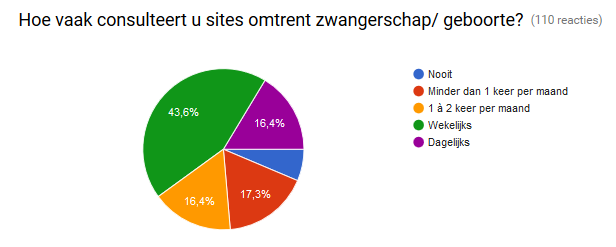 Hoe vaak consulteert u sites omtrent zwangerschap/ geboorte? (110 reacties)
Nooit
Minder dan 1 keer per maand
1 à 2 keer per maand
Wekelijks
Dagelijks
43,6%
16,4%
16,4%
17,3%